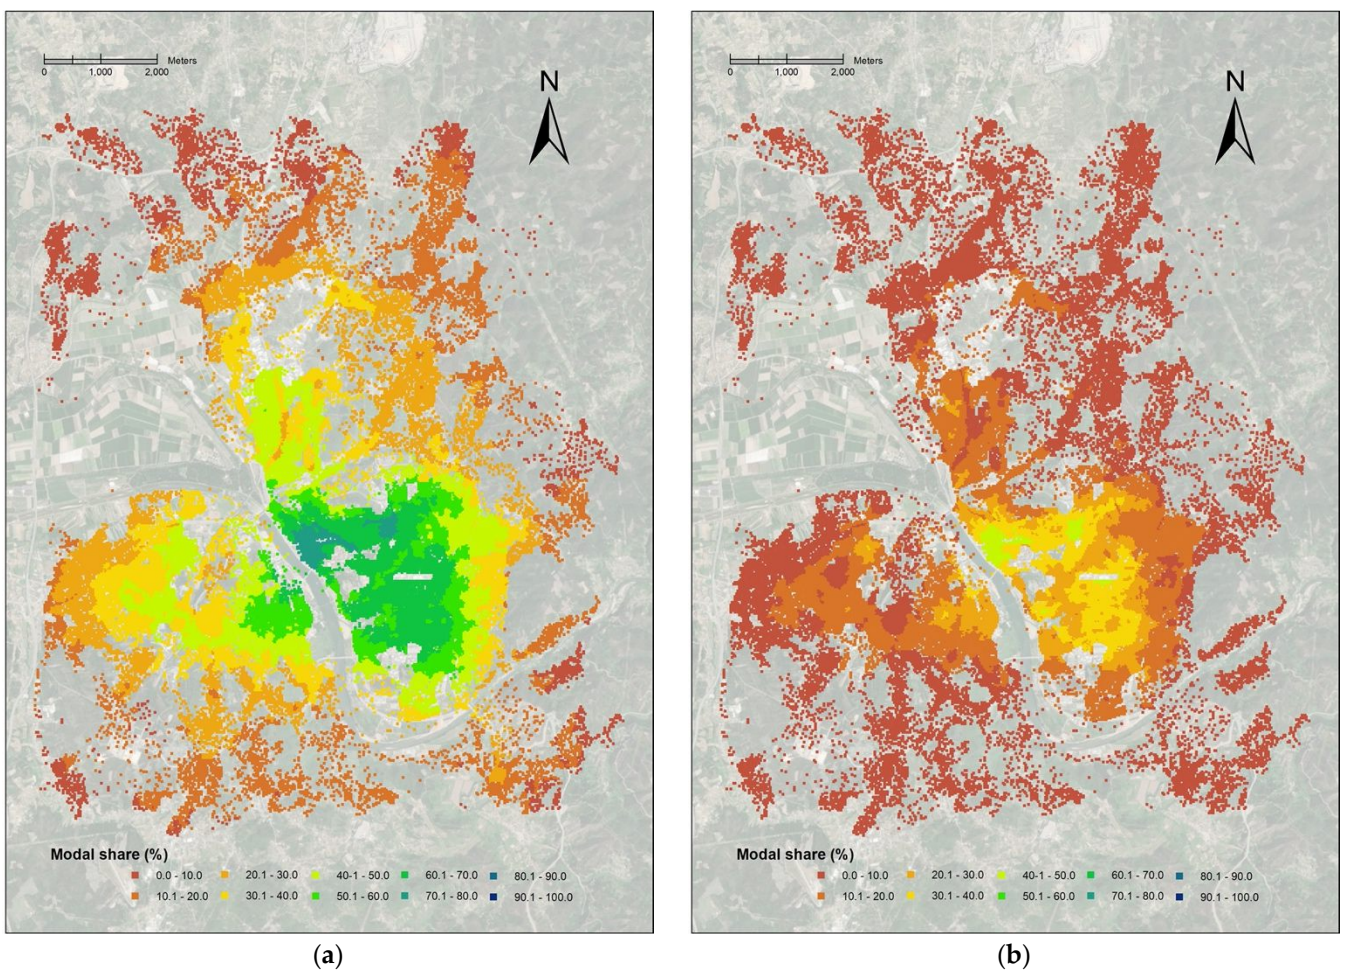 Meters
0 1.000 2,000
N
Modal share (%)
0.0 - 10.0 20.1 - 30.0 40-1 - 50.0 60.1 - 70.0 80.1 - 90.0
10.1 - 20.0 30.1 - 40.0 50.1 - 60.0 70.1 - 80.0 90.1 - 100.0
(a)
Meters
0 1.000 2,000
N
Modal share (%)
0.0 - 10.0 20.1 - 30.0 40-1 - 50.0 60.1 - 70.0 80.1 - 90.0
10.1 - 20.0 30.1 - 40.0 50.1 - 60.0 70.1 - 80.0 90.1 - 100.0
(b)